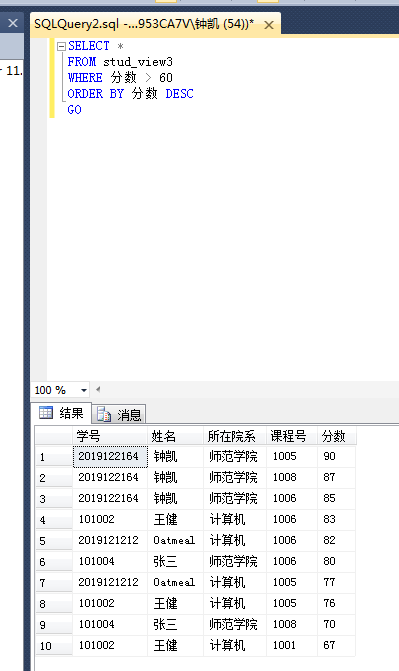 SQLQuery2.sql -...953CA7V\钟凯 (54))*
11.
SELECT *
FROM stud_view3
WHERE 分数 > 60
ORDER BY 分数 DESC
GO
100 %
结果 消息
学号 姓名 所在院系 课程号 分数
1 2019122164 钟凯 师范学院 1005 90
2 2019122164 钟凯 师范学院 1008 87
3 2019122164 钟凯 师范学院 1006 85
4 101002 王健 计算机 1006 83
5 2019121212 Oatmeal 计算机 1006 82
6 101004 张三 师范学院 1006 80
7 2019121212 Oatmeal 计算机 1005 77
8 101002 王健 计算机 1005 76
9 101004 张三 师范学院 1008 70
10 101002 王健 计算机 1001 67